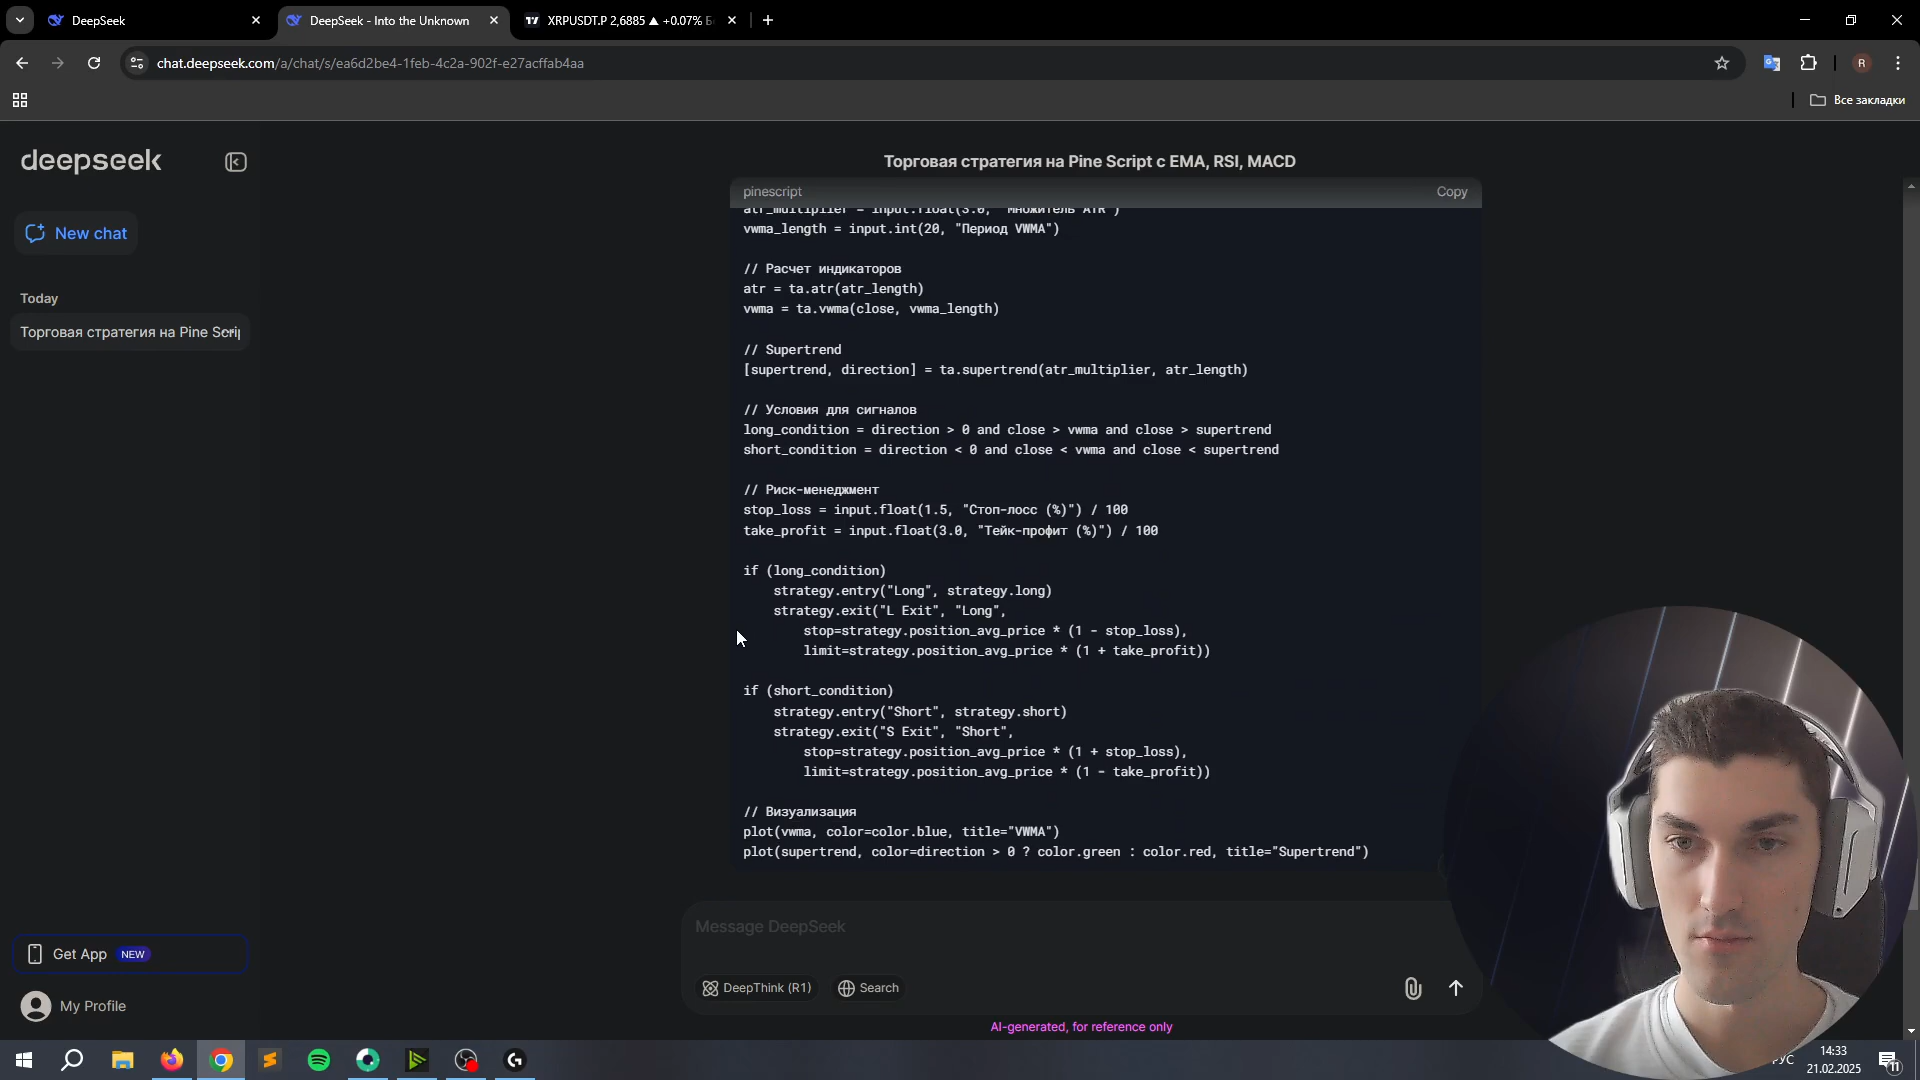 DeepSeek
DeepSeek - Into the Unknown
XRPUSDT.P 2,6885 ▲ +0.07% Б
chat.deepseek.com/a/chat/s/ea6d2be4-1feb-4c2a-902f-e27acffab4aa
R
Все закладки
deepseek
New chat
Today
Торговая стратегия на Pine Scrip
Get App NEW
My Profile
Торговая стратегия на Pine Script с EMA, RSI, MACD
pinescript
Copy
atr_multiplier = input.float(3.0, "Множитель ATR")
vwma_length = input.int(20, "Период VWMA")
// Расчет индикаторов
atr = ta.atr(atr_length)
vwma = ta.vwma(close, vwma_length)
// Supertrend
[supertrend, direction] = ta.supertrend(atr_multiplier, atr_length)
// Условия для сигналов
long_condition = direction > 0 and close > vwma and close > supertrend
short_condition = direction < 0 and close < vwma and close < supertrend
// Риск-менеджмент
stop_loss = input.float(1.5, "Стоп-лосс (%)") / 100
take_profit = input.float(3.0, "Тейк-профит (%)") / 100
if (long_condition)
strategy.entry("Long", strategy.long)
strategy.exit("L Exit", "Long",
stop=strategy.position_avg_price * (1 - stop_loss),
limit=strategy.position_avg_price * (1 + take_profit))
if (short_condition)
strategy.entry("Short", strategy.short)
strategy.exit("S Exit", "Short",
stop=strategy.position_avg_price * (1 + stop_loss),
limit=strategy.position_avg_price * (1 - take_profit))
// Визуализация
plot(vwma, color=color.blue, title="VWMA")
plot(supertrend, color=direction > 0 ? color.green : color.red, title="Supertrend")
Message DeepSeek
DeepThink (R1)
Search
AI-generated, for reference only
14:33
21.02.2025
11